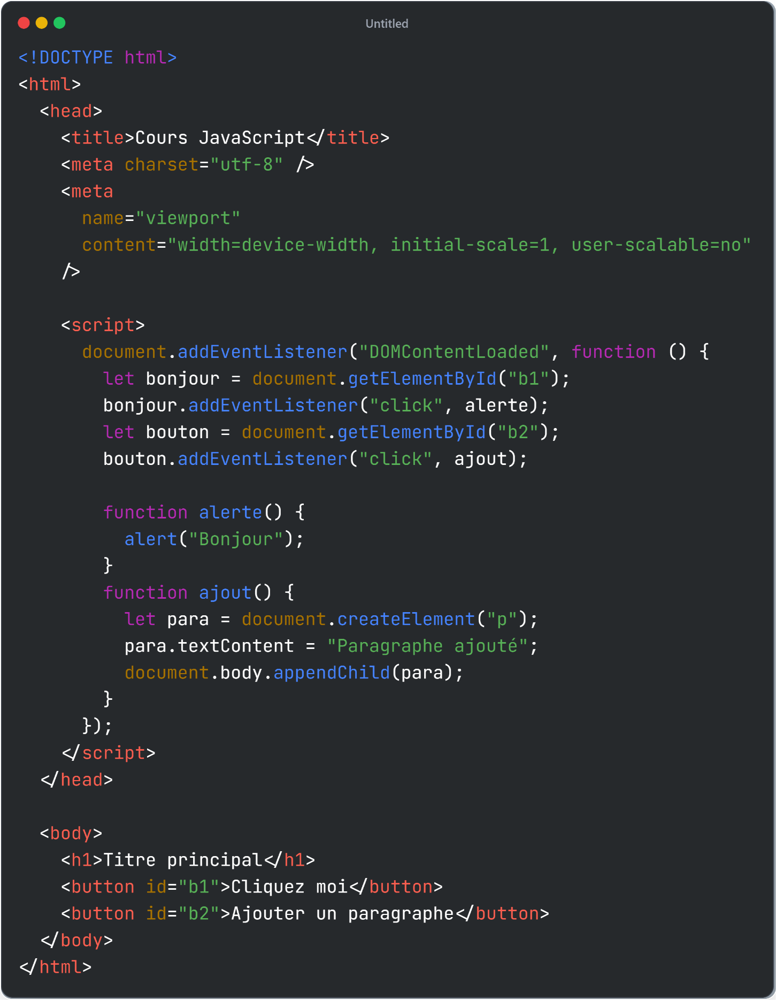 Untitled
<!DOCTYPE html>
<html>
  <head>
    <title>Cours JavaScript</title>
    <meta charset="utf-8" />
    <meta
      name="viewport"
      content="width=device-width, initial-scale=1, user-scalable=no"
    />

    <script>
      document.addEventListener("DOMContentLoaded", function () {
        let bonjour = document.getElementById("b1");
        bonjour.addEventListener("click", alerte);
        let bouton = document.getElementById("b2");
        bouton.addEventListener("click", ajout);

        function alerte() {
          alert("Bonjour");
        }
        function ajout() {
          let para = document.createElement("p");
          para.textContent = "Paragraphe ajouté";
          document.body.appendChild(para);
        }
      });
    </script>
  </head>

  <body>
    <h1>Titre principal</h1>
    <button id="b1">Cliquez moi</button>
    <button id="b2">Ajouter un paragraphe</button>
  </body>
</html>